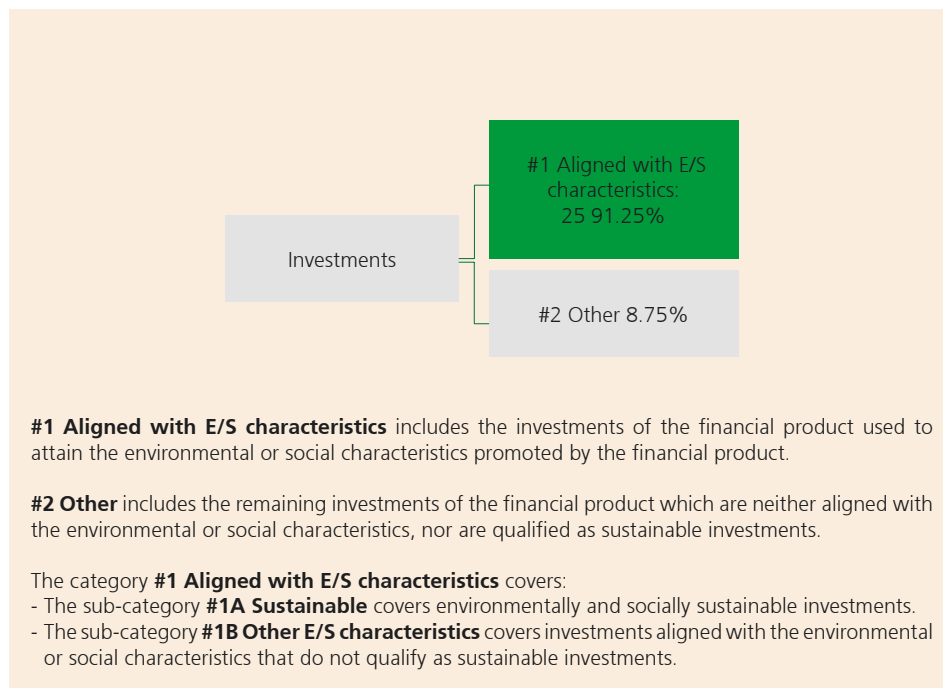 #1 Aligned with E/S
characteristics:
25 91.25%
Investments
#2 Other 8.75%
#1 Aligned with E/S characteristics includes the investments of the financial product used to
attain the environmental or social characteristics promoted by the financial product.
#2 Other includes the remaining investments of the financial product which are neither aligned with
the environmental or social characteristics, nor are qualified as sustainable investments.
The category #1 Aligned with E/S characteristics covers:
- The sub-category #1A Sustainable covers environmentally and socially sustainable investments.
- The sub-category #1B Other E/S characteristics covers investments aligned with the environmental
or social characteristics that do not qualify as sustainable investments.